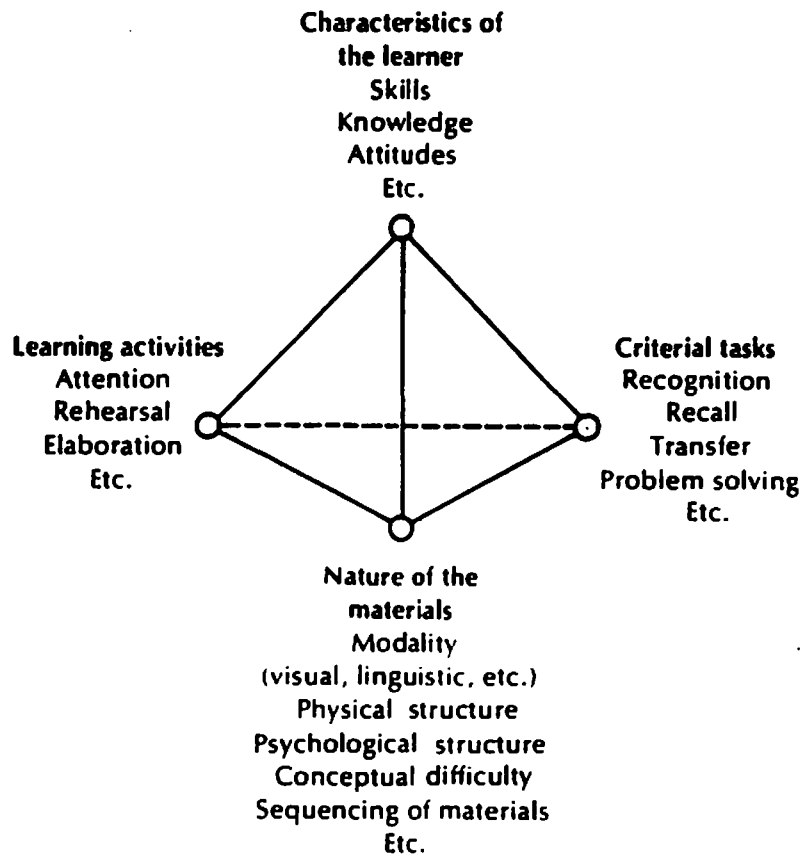 Characteristics of
the learner
Skills
Knowledge
Attitudes
Etc.
Learning activities
Attention
Rehearsal
Elaboration
Etc.
Criterial tasks
Recognition
Recall
Transfer
Problem solving
Etc.
Nature of the
materials
Modality
(visual, linguistic, etc.)
Physical structure
Psychological structure
Conceptual difficulty
Sequencing of materials
Etc.